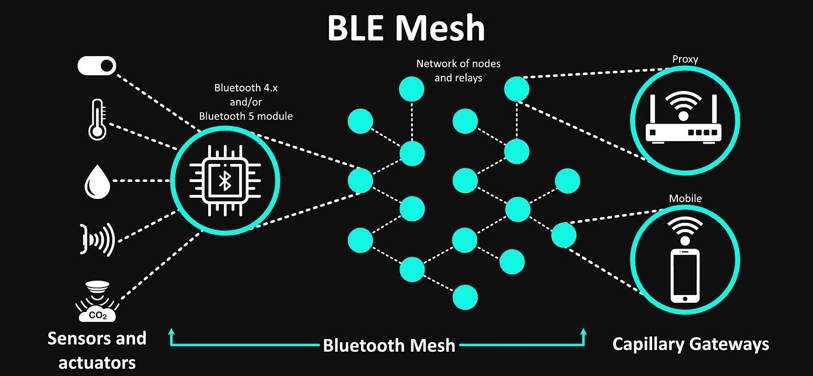 BLE Mesh
Bluetooth 4.x
and/or
Bluetooth 5 module
Network of nodes
and relays
Proxy
Mobile
CO₂
Sensors and
actuators
Bluetooth Mesh
Capillary Gateways